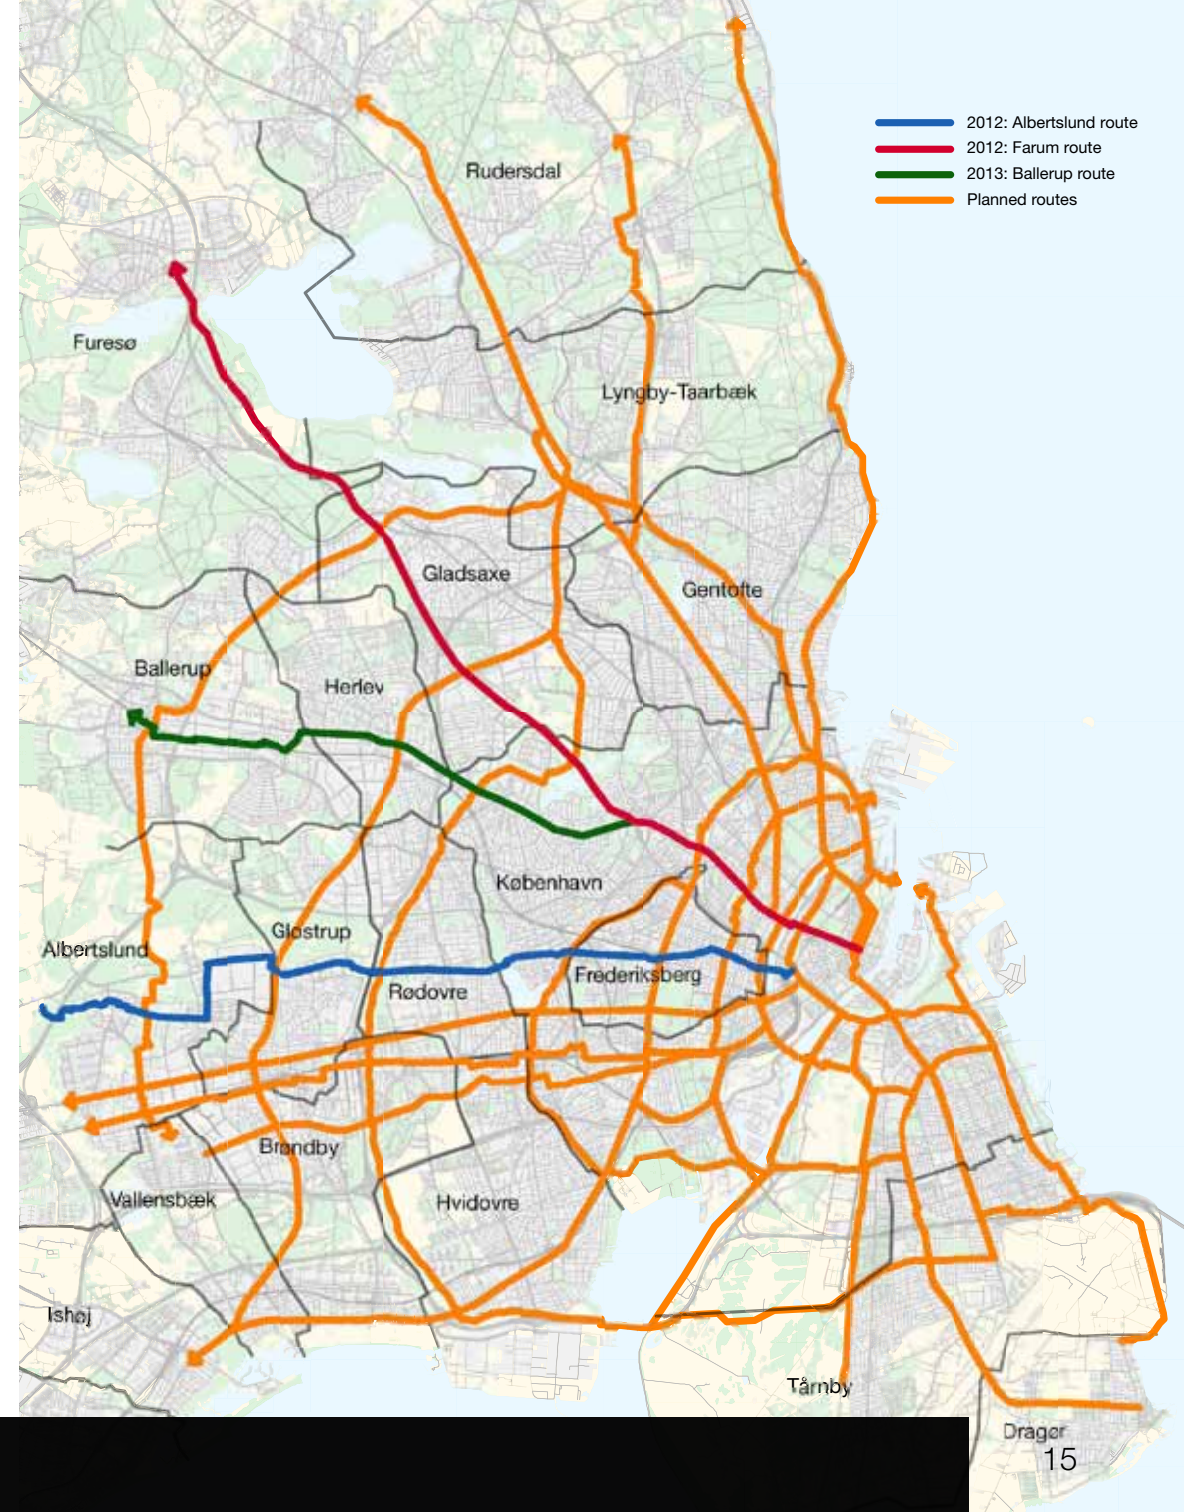 2012: Albertslund route
2012: Farum route
2013: Ballerup route
Planned routes
Rudersdal
Furesø
Lyngby-Taarbæk
Gladsaxe
Gentofte
Ballerup
Herlev
København
Glostrup
Albertslund
Frederiksberg
Rødovre
Brøndby
Vallensbæk
Hvidovre
Ishøj
Tårnby
Dragør
15